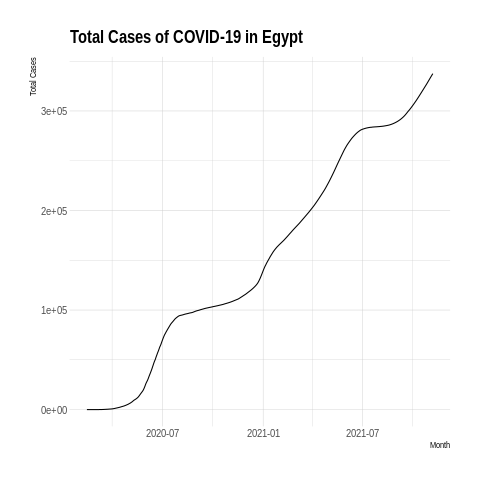 Total Cases of COVID-19 in Egypt
Total Cases
3e+05
2e+05
1e+05
0e+00
2020-07 2021-01 2021-07
Month